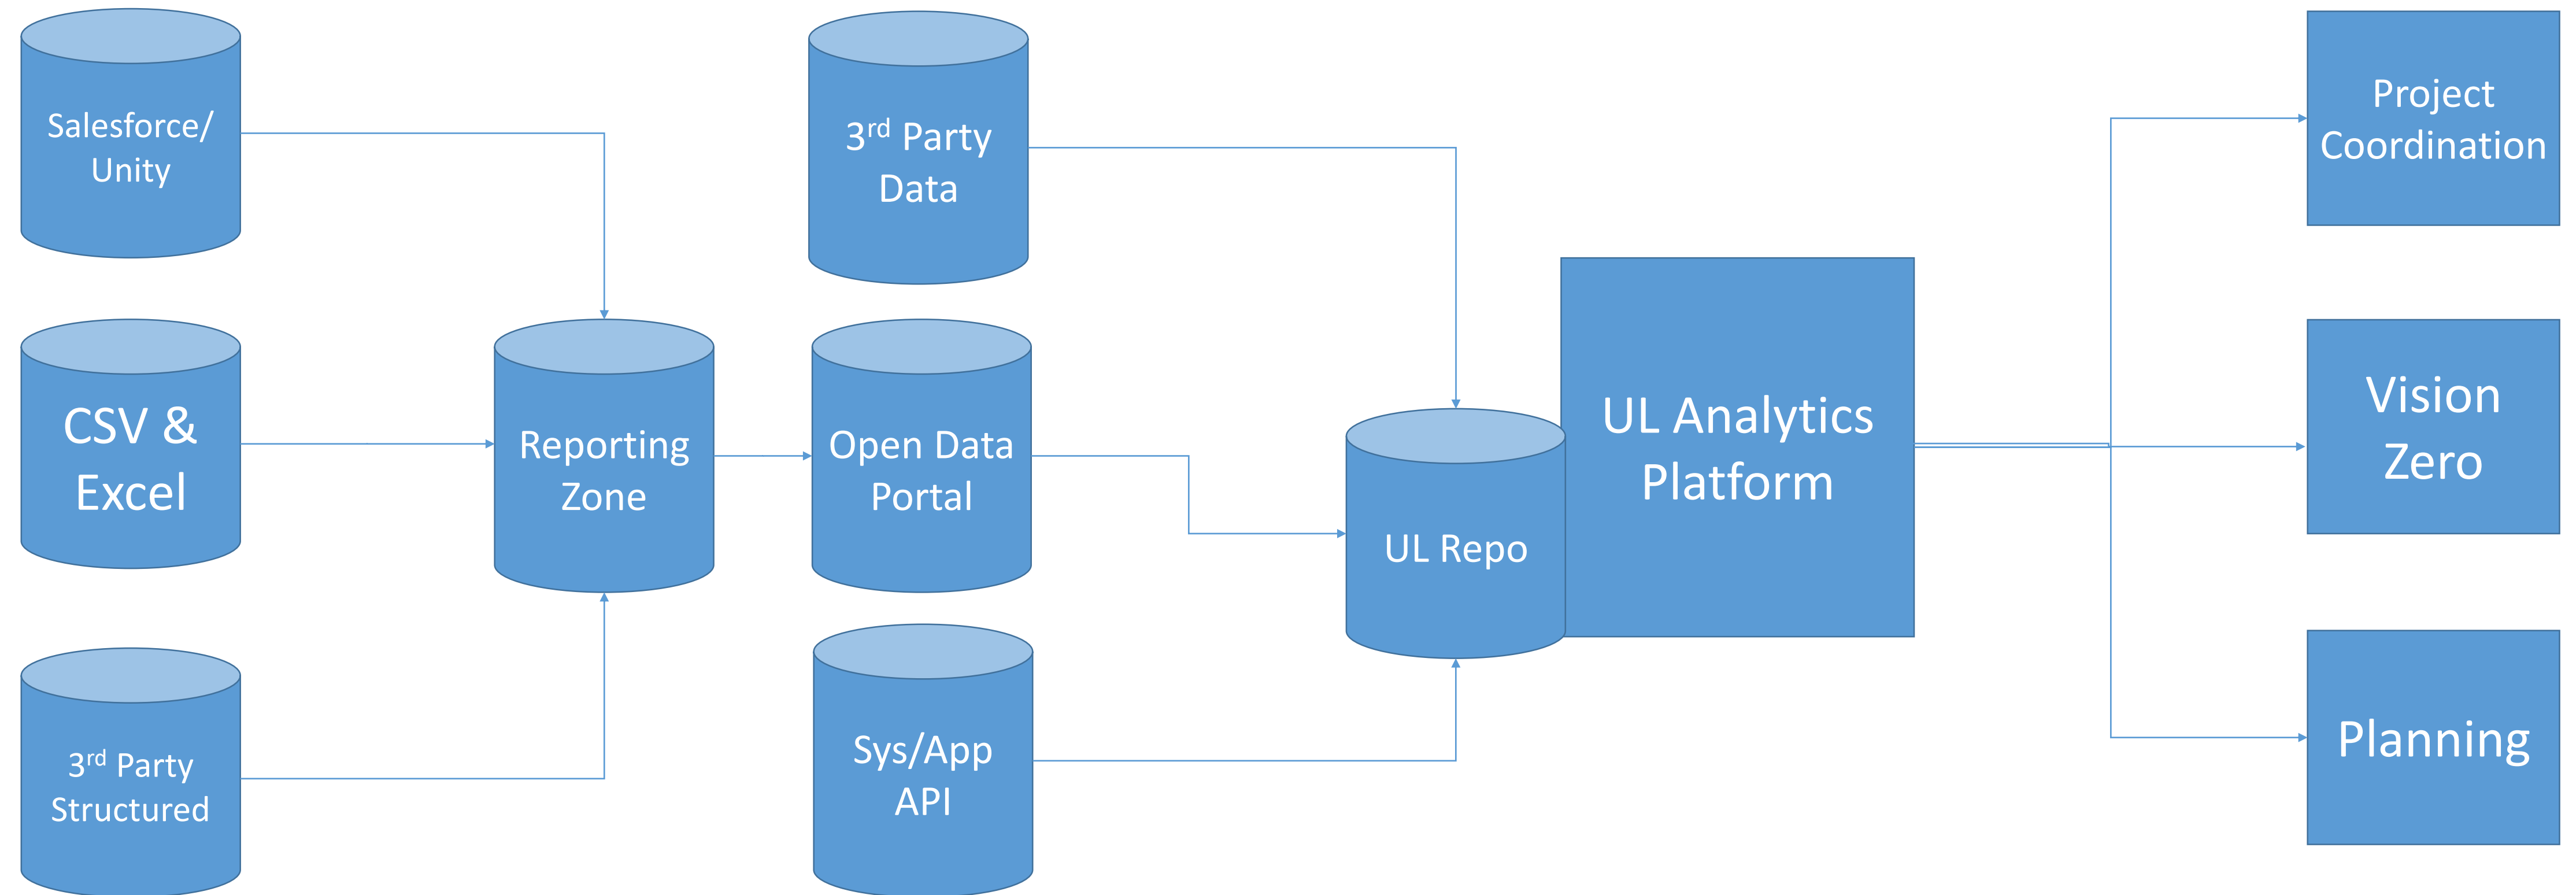 Salesforce/
Unity
CSV &
Excel
3rd Party
Structured
Reporting
Zone
3rd Party
Data
Open Data
Portal
Sys/App
API
UL Repo
UL Analytics
Platform
Project
Coordination
Vision
Zero
Planning